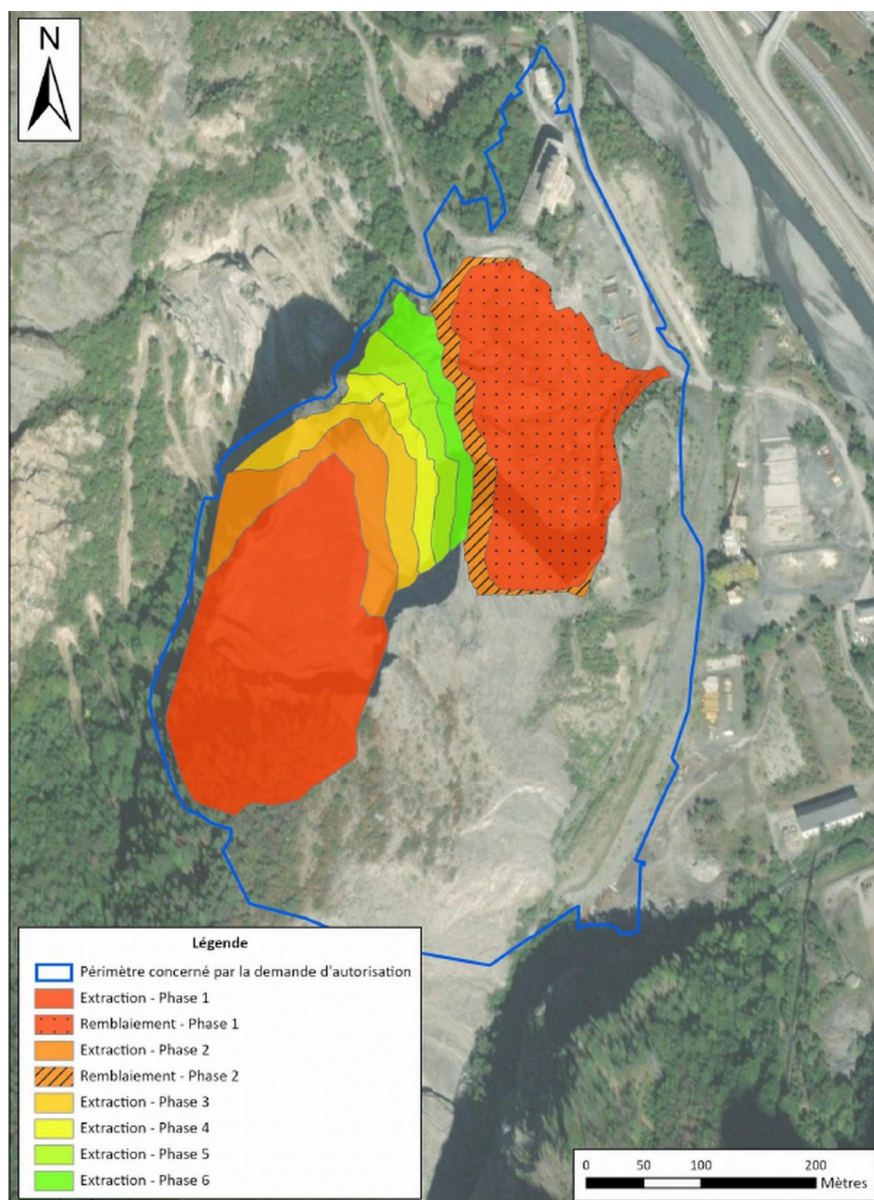 N
Légende
Périmètre concerné par la demande d'autorisation
Extraction - Phase 1
Remblaiement - Phase 1
Extraction - Phase 2
Remblaiement - Phase 2
Extraction - Phase 3
Extraction - Phase 4
Extraction - Phase 5
Extraction - Phase 6
0 50 100 200
Mètres